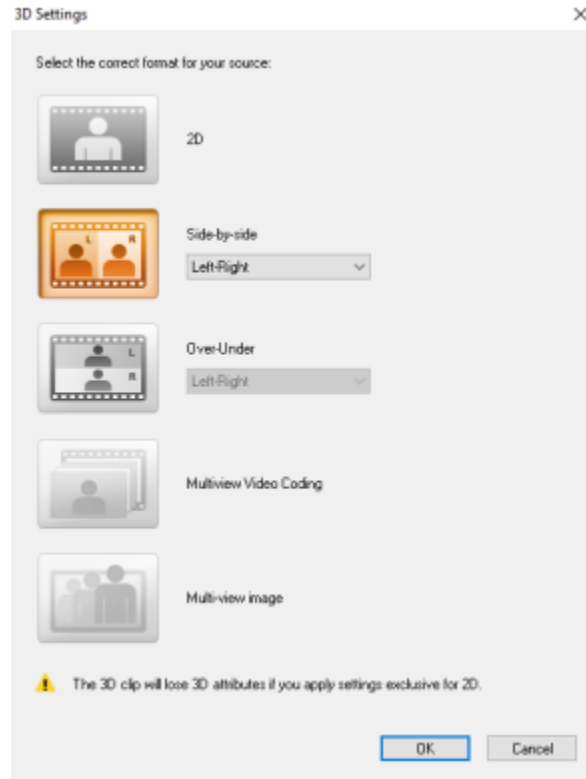 3D Settings
Select the correct format for your source:
2D
L R
Side-by-side
Left-Right
L
R
Over-Under
Left-Right
Multiview Video Coding
Multi-view image
The 3D clip will lose 3D attributes if you apply settings exclusive for 2D.
OK Cancel